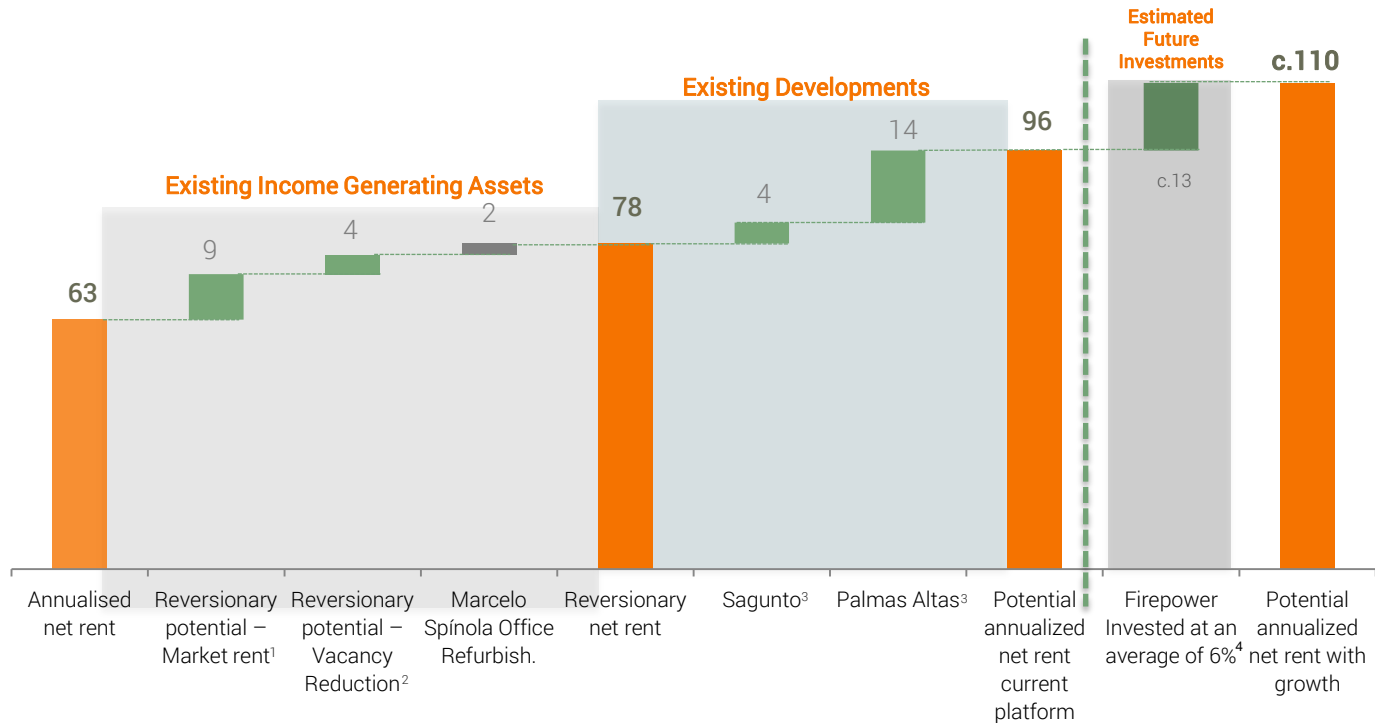 Estimated
Future
Investments
c.110
Existing Developments
14
96
Existing Income Generating Assets
c.13
2
78
4
4
9
63
Annualised
net rent
Reversionary
potential –
Market rent¹
Reversionary
potential –
Vacancy
Reduction²
Marcelo
Spínola Office
Refurbish.
Reversionary
net rent
Sagunto³
Palmas Altas³
Potential
annualized
net rent
current
platform
Firepower
Invested at an
average of 6%⁴
Potential
annualized
net rent with
growth